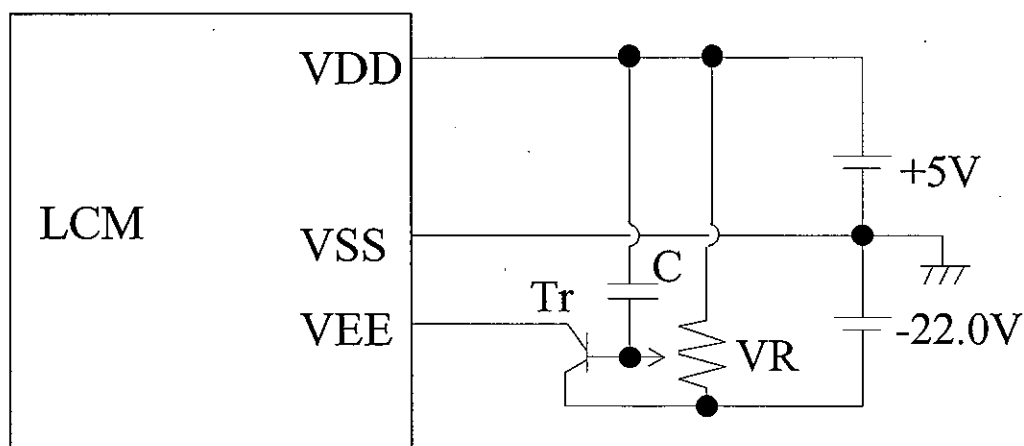 VDD
+5V
LCM
VSS
C
Tr
VEE
VR
-22.0V